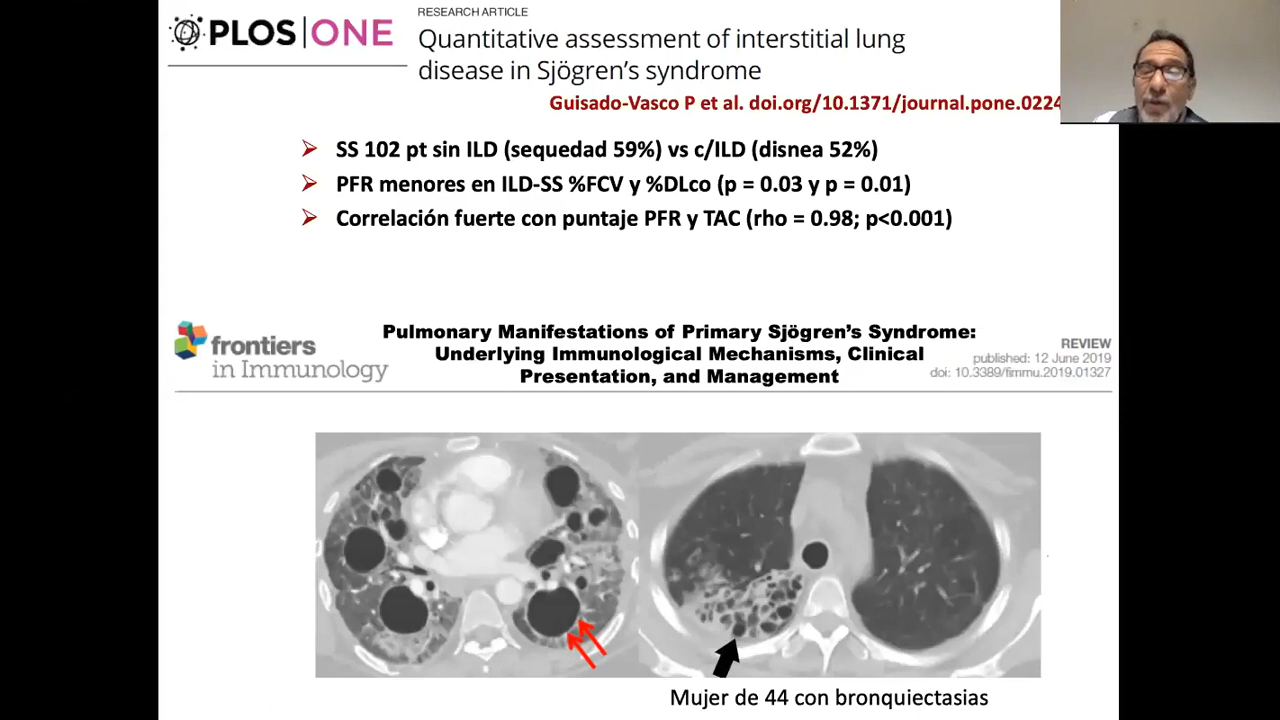 PLOS ONE
RESEARCH ARTICLE
Quantitative assessment of interstitial lung
disease in Sjögren's syndrome
Guisado-Vasco P et al. doi.org/10.1371/journal.pone.0224
SS 102 pt sin ILD (sequedad 59%) vs c/ILD (disnea 52%)
PFR menores en ILD-SS %FCV y %DLco (p = 0.03 y p = 0.01)
Correlación fuerte con puntaje PFR y TAC (rho = 0.98; p<0.001)
frontiers
in Immunology
Pulmonary Manifestations of Primary Sjögren's Syndrome:
Underlying Immunological Mechanisms, Clinical
Presentation, and Management
REVIEW
published: 12 June 2019
doi: 10.3389/fimmu.2019.01327
Mujer de 44 con bronquiectasias